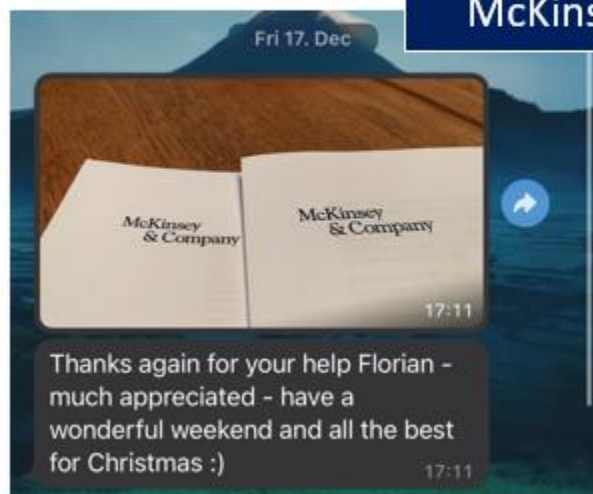 McKins
Fri 17. Dec
McKinsey
& Company
McKinsey
& Company
17:11
Thanks again for your help Florian -
much appreciated - have a
wonderful weekend and all the best
for Christmas :)
17:11